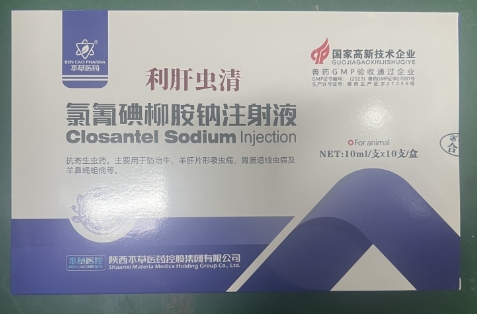 BEN CAO PHARMA
本草医药
国家高新技术企业
GUOJIAGAOXINJISHUQIYE
兽药GMP验收通过企业
利肝虫清
氯氰碘柳胺钠注射液
Closantel Sodium Injection
For animal
NET:10ml/支×10支/盒
抗寄生虫药。主要用于防治牛、羊肝片形吸虫病，胃肠道线虫病及
羊鼻蝇蛆病等。
合
本草医控
陕西本草医药控股集团有限公司
Shaanxi Materia Medica Holding Group Co., Ltd.